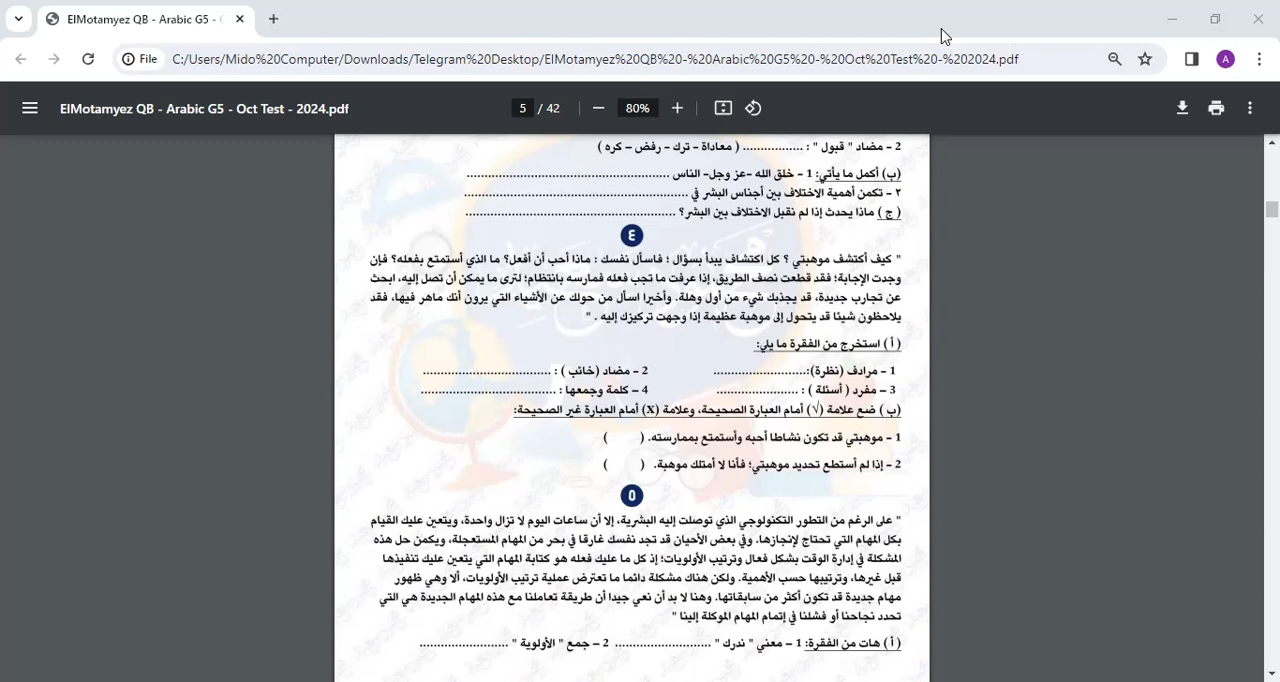 ElMotamyez QB - Arabic G5 - O
File
C:/Users/Mido%20Computer/Downloads/Telegrem%20Desktop/ElMotamyez%20QB%20-%20Arabic%20G5%20-%20Oct%20Test%20-%202024.pdf
A
ElMotamyez QB - Arabic G5 - Oct Test - 2024.pdf
5 / 42
80%
2 - مضاد " قبول " : ................ ( معاداة - ترك - رفض - كره )
(ب) أكمل ما يأتي: 1 - خلق الله -عز وجل- الناس ......................................................
٢ - تكمن أهمية الاختلاف بين أجناس البشر في ............................................................
( ج ) ماذا يحدث إذا لم نقبل الاختلاف بين البشر؟ .......................................................
٤
" كيف أكتشف موهبتي ؟ كل اكتشاف يبدأ بسؤال ؛ فاسأل نفسك : ماذا أحب أن أفعل؟ ما الذي أستمتع بفعله؟ فإن
وجدت الإجابة؛ فقد قطعت نصف الطريق، إذا عرفت ما تجب فعله فمارسه بانتظام؛ لترى ما يمكن أن تصل إليه، ابحث
عن تجارب جديدة، قد يجذبك شيء من أول وهلة. وأخيرا اسأل من حولك عن الأشياء التي يرون أنك ماهر فيها، فقد
يلاحظون شيئا قد يتحول إلى موهبة عظيمة إذا وجهت تركيزك إليه . "
( أ ) استخرج من الفقرة ما يلي:
1 - مرادف (نظرة):........................ 2 - مضاد (خائب ) : .................................
3 - مفرد ( أسئلة ) : ..................... 4 - كلمة وجمعها : ...................................
(ب ) ضع علامة (√) أمام العبارة الصحيحة، وعلامة (X) أمام العبارة غير الصحيحة:
1 - موهبتي قد تكون نشاطا أحبه وأستمتع بممارسته. ( )
2 - إذا لم أستطع تحديد موهبتي؛ فأنا لا أمتلك موهبة. ( )
٥
" على الرغم من التطور التكنولوجي الذي توصلت إليه البشرية، إلا أن ساعات اليوم لا تزال واحدة، ويتعين عليك القيام
بكل المهام التي تحتاج لإنجازها. وفي بعض الأحيان قد تجد نفسك غارقا في بحر من المهام المستعجلة، ويكمن حل هذه
المشكلة في إدارة الوقت بشكل فعال وترتيب الأولويات؛ إذ كل ما عليك فعله هو كتابة المهام التي يتعين عليك تنفيذها
قبل غيرها، وترتيبها حسب الأهمية. ولكن هناك مشكلة دائما ما تعترض عملية ترتيب الأولويات، ألا وهي ظهور
مهام جديدة قد تكون أكثر من سابقاتها. وهنا لا بد أن نعي جيدا أن طريقة تعاملنا مع هذه المهام الجديدة هي التي
تحدد نجاحنا أو فشلنا في إتمام المهام الموكلة إلينا "
( أ ) هات من الفقرة: 1 - معني " ندرك " ......................... 2 - جمع " الأولوية " .......................